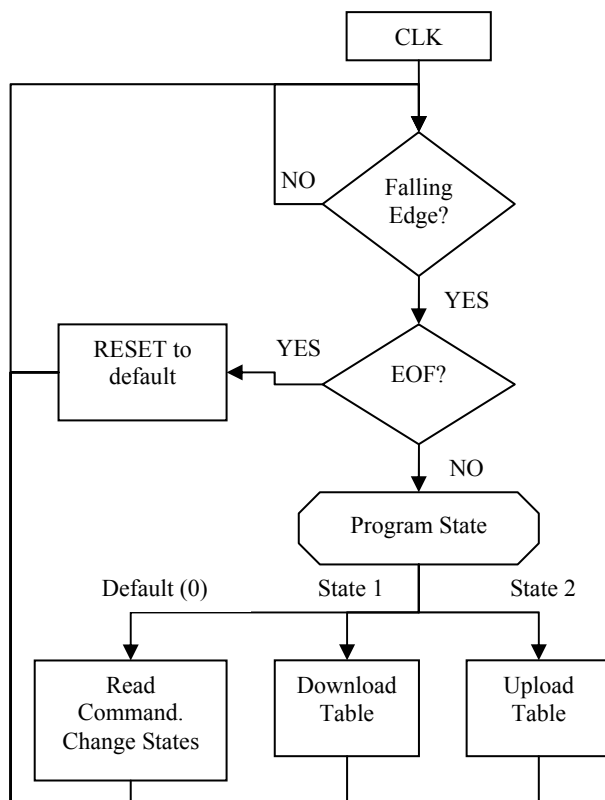 CLK
NO
Falling
Edge?
YES
RESET to
default
YES
EOF?
NO
Program State
Default (0)
State 1
State 2
Read
Command.
Change States
Download
Table
Upload
Table